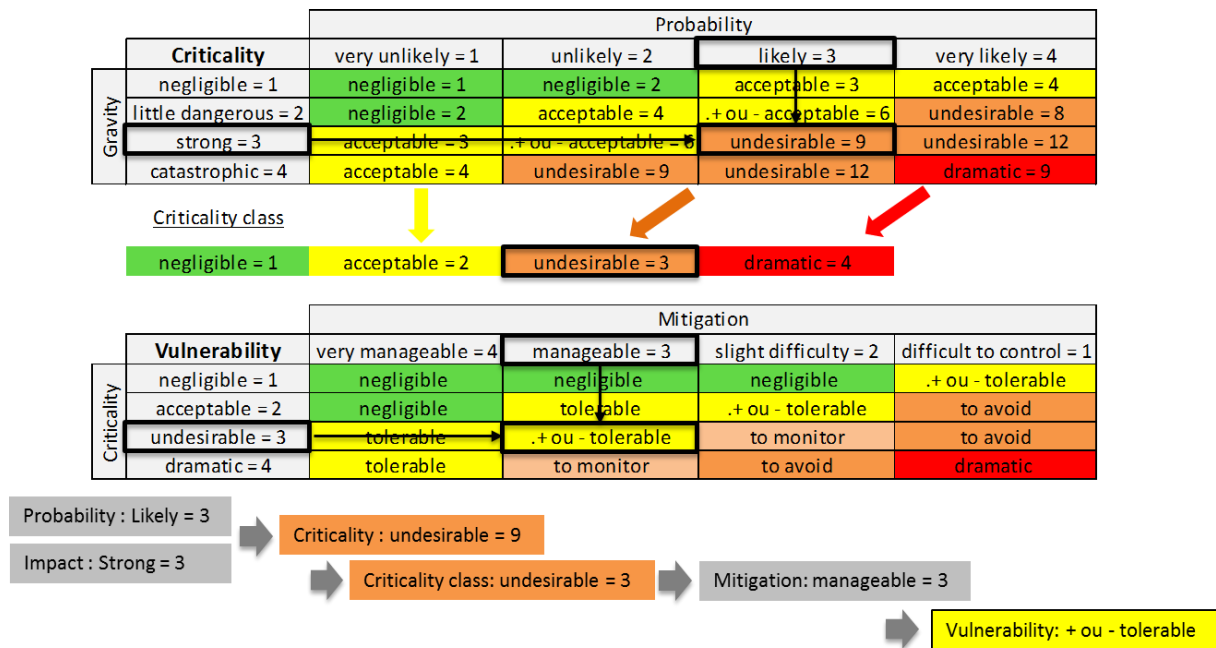 Probability
Criticality very unlikely = 1 unlikely = 2 likely = 3 very likely = 4
Gravity
negligible = 1 negligible = 1 negligible = 2 acceptable = 3 acceptable = 4
little dangerous = 2 negligible = 2 acceptable = 4 .+ ou - acceptable = 6 undesirable = 8
strong = 3 acceptable = 3 .+ ou - acceptable = 6 undesirable = 9 undesirable = 12
catastrophic = 4 acceptable = 4 undesirable = 9 undesirable = 12 dramatic = 9
Criticality class
negligible = 1 acceptable = 2 undesirable = 3 dramatic = 4
Mitigation
Vulnerability very manageable = 4 manageable = 3 slight difficulty = 2 difficult to control = 1
Criticality
negligible = 1 negligible negligible negligible .+ ou - tolerable
acceptable = 2 negligible tolerable .+ ou - tolerable to avoid
undesirable = 3 tolerable .+ ou - tolerable to monitor to avoid
dramatic = 4 tolerable to monitor to avoid dramatic
Probability : Likely = 3
Impact : Strong = 3
Criticality : undesirable = 9
Criticality class: undesirable = 3
Mitigation: manageable = 3
Vulnerability: + ou - tolerable